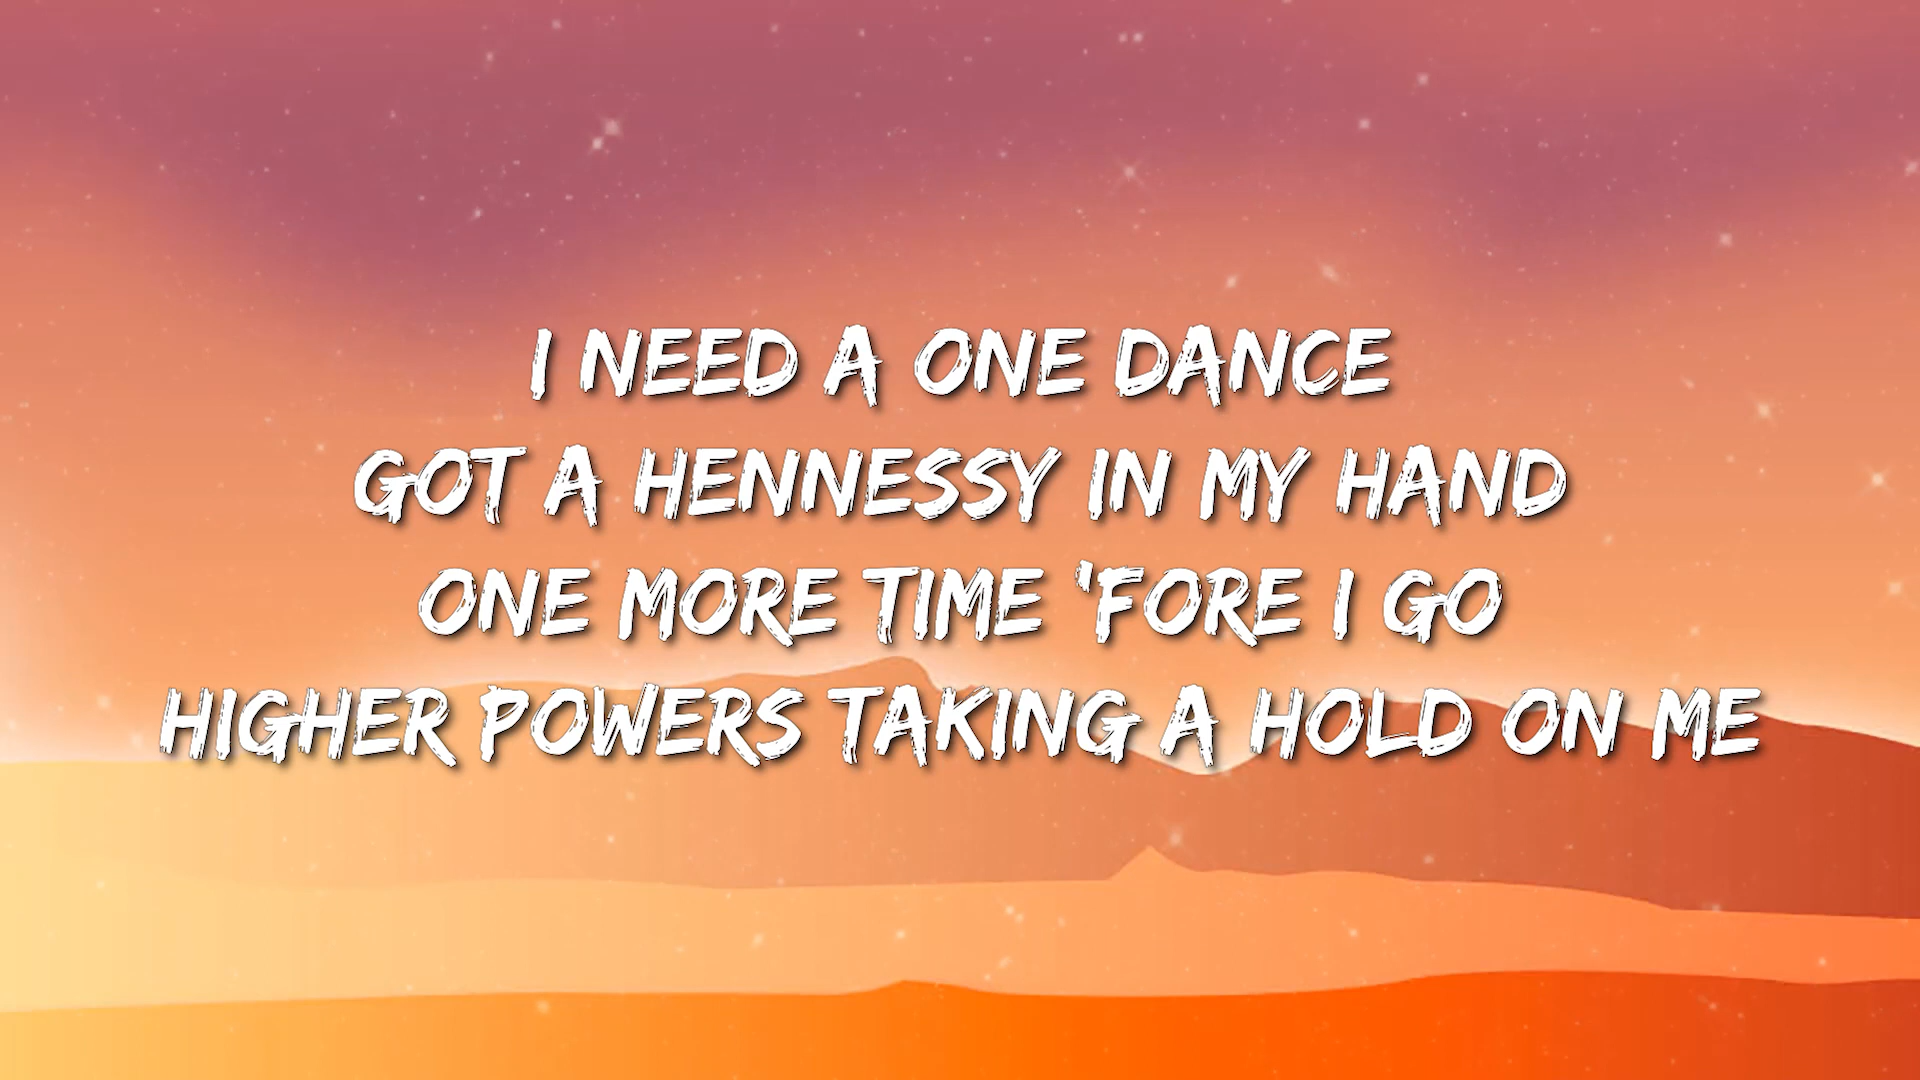 I NEED A ONE DANCE
GOT A HENNESSY IN MY HAND
ONE MORE TIME 'FORE I GO
HIGHER POWERS TAKING A HOLD ON ME